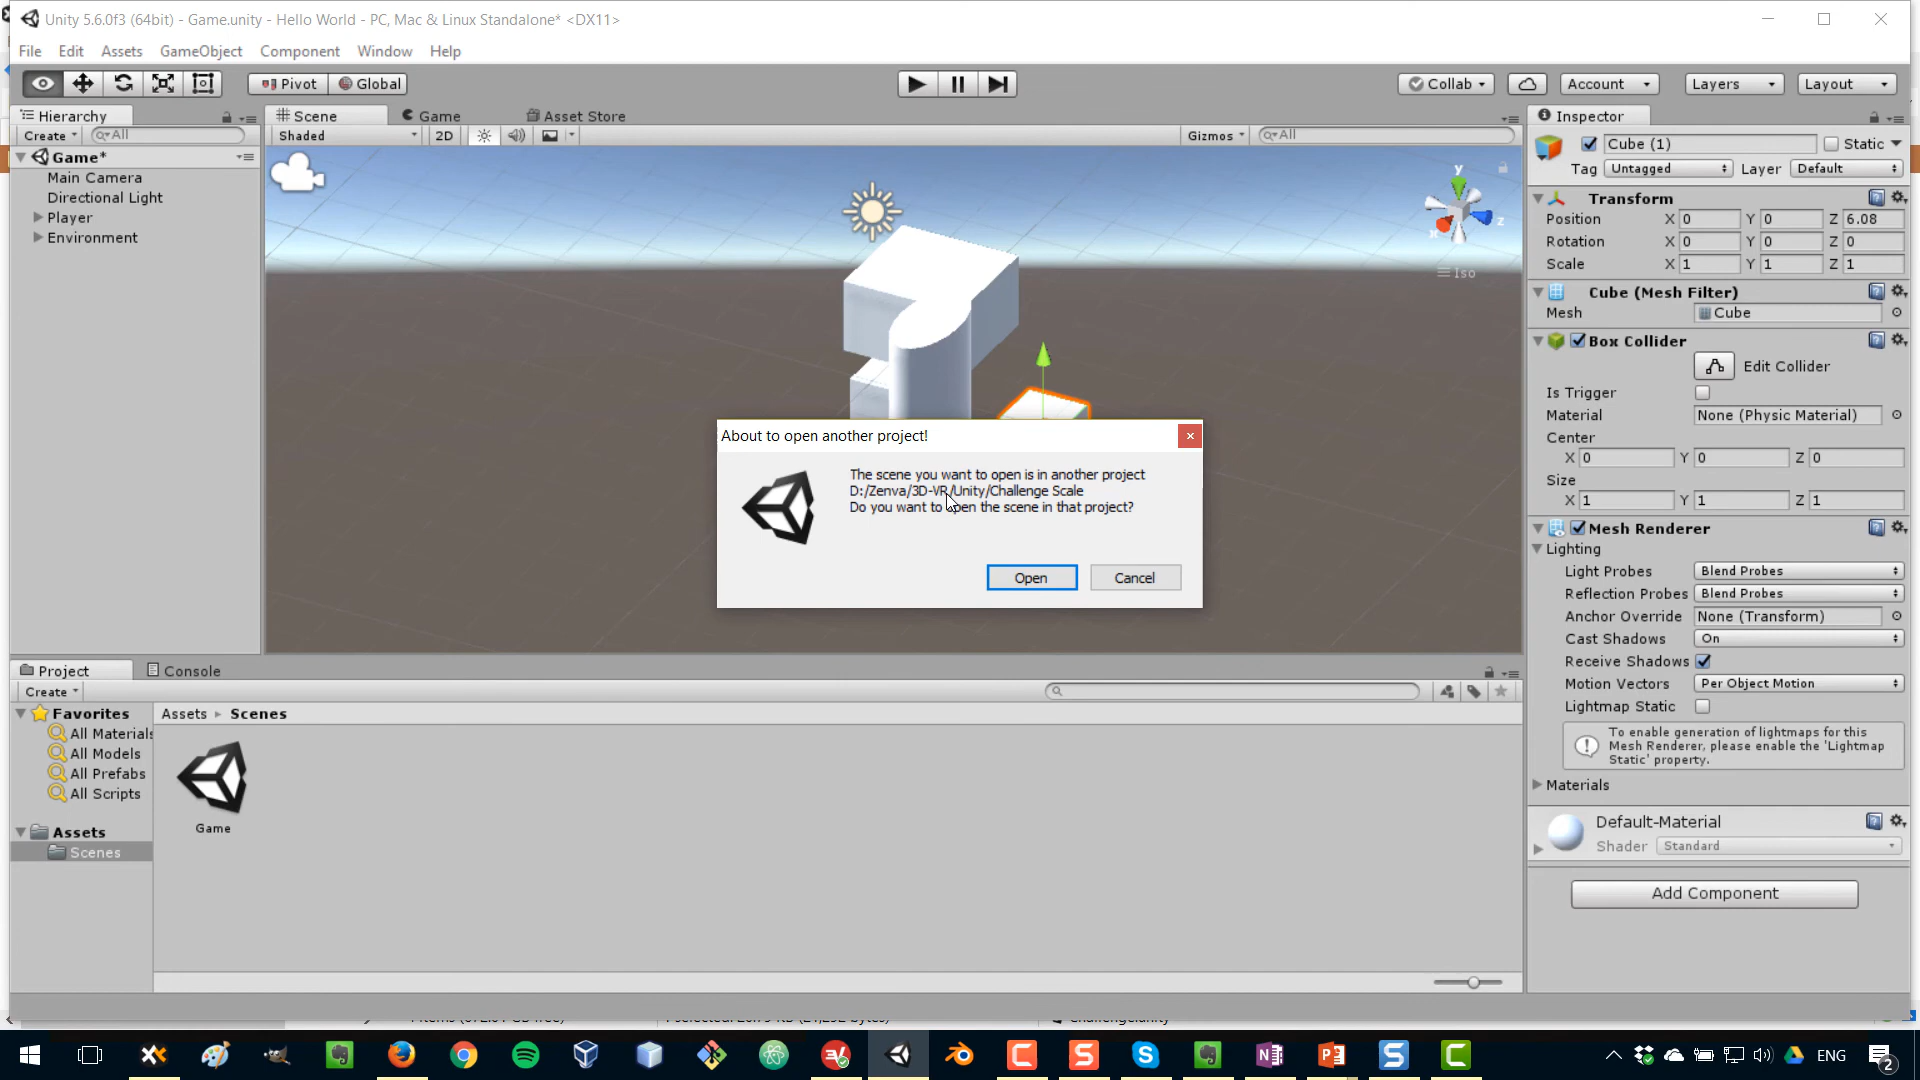 Unity 5.6.0f3 (64bit) - Game.unity - Hello World - PC, Mac & Linux Standalone* <DX11>
File Edit Assets GameObject Component Window Help
Pivot Global Collab Account Layers Layout
Hierarchy
Create All
Game*
Main Camera
Directional Light
Player
Environment
Scene Game Asset Store
Shaded 2D Gizmos All
y
x
z
Iso
About to open another project!
The scene you want to open is in another project
D:/Zenva/3D-VR/Unity/Challenge Scale
Do you want to open the scene in that project?
Open Cancel
Inspector
Cube (1) Static
Tag Untagged Layer Default
Transform
Position X 0 Y 0 Z 6.08
Rotation X 0 Y 0 Z 0
Scale X 1 Y 1 Z 1
Cube (Mesh Filter)
Mesh Cube
Box Collider
Edit Collider
Is Trigger
Material None (Physic Material)
Center
X 0 Y 0 Z 0
Size
X 1 Y 1 Z 1
Mesh Renderer
Lighting
Light Probes Blend Probes
Reflection Probes Blend Probes
Anchor Override None (Transform)
Cast Shadows On
Receive Shadows
Motion Vectors Per Object Motion
Lightmap Static
To enable generation of lightmaps for this
Mesh Renderer, please enable the 'Lightmap
Static' property.
Materials
Default-Material
Shader Standard
Add Component
Project Console
Create
Favorites
All Materials
All Models
All Prefabs
All Scripts
Assets
Scenes
Assets Scenes
Game
ENG
2